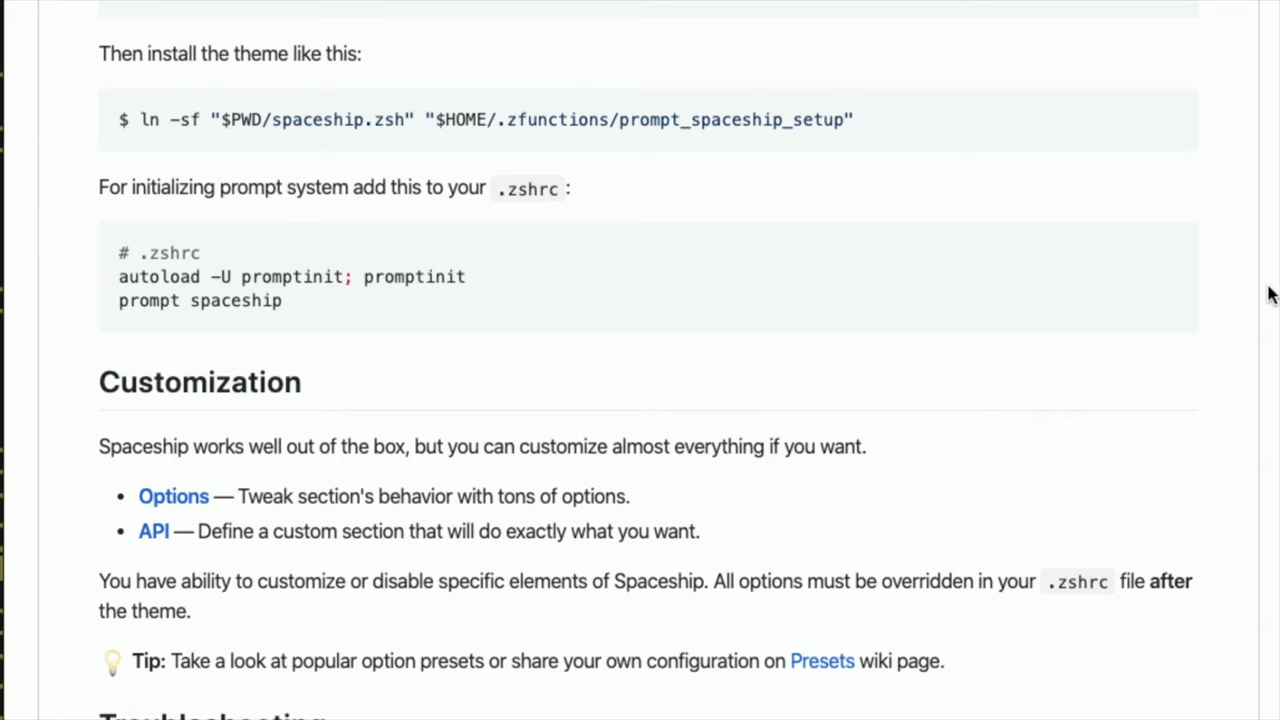 Then install the theme like this:
$ ln -sf "$PWD/spaceship.zsh" "$HOME/.zfunctions/prompt_spaceship_setup"
For initializing prompt system add this to your .zshrc :
# .zshrc
autoload -U promptinit; promptinit
prompt spaceship
Customization
Spaceship works well out of the box, but you can customize almost everything if you want.
• Options — Tweak section's behavior with tons of options.
• API — Define a custom section that will do exactly what you want.
You have ability to customize or disable specific elements of Spaceship. All options must be overridden in your .zshrc file after
the theme.
💡 Tip: Take a look at popular option presets or share your own configuration on Presets wiki page.
Troubleshooting